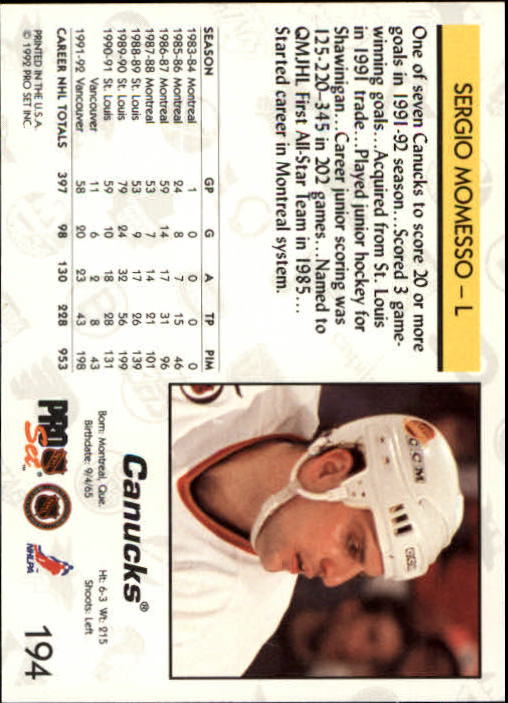 SERGIO MOMESSO – L
One of seven Canucks to score 20 or more
goals in 1991-92 season...Scored 3 game-
winning goals...Acquired from St. Louis
in 1991 trade...Played junior hockey for
Shawinigan...Career junior scoring was
125-220–345 in 202 games...Named to
QMJHL First All-Star Team in 1985...
Started career in Montreal system.
SEASON GP G A TP PIM
1983-84 Montreal 1 0 0 0 0
1985-86 Montreal 24 8 7 15 46
1986-87 Montreal 59 14 17 31 96
1987-88 Montreal 53 7 14 21 101
1988-89 St. Louis 53 9 17 26 139
1989-90 St. Louis 79 24 32 56 199
1990-91 St. Louis 59 10 18 28 131
Vancouver 11 6 2 8 43
1991-92 Vancouver 58 20 23 43 198
CAREER NHL TOTALS 397 98 130 228 953
PRINTED IN THE U.S.A.
© 1992 PRO SET INC.
CCM
Canucks®
Born: Montreal, Que. Ht: 6-3 Wt: 215
Birthdate: 9/4/65 Shoots: Left
PRO Set™
NHLPA
194